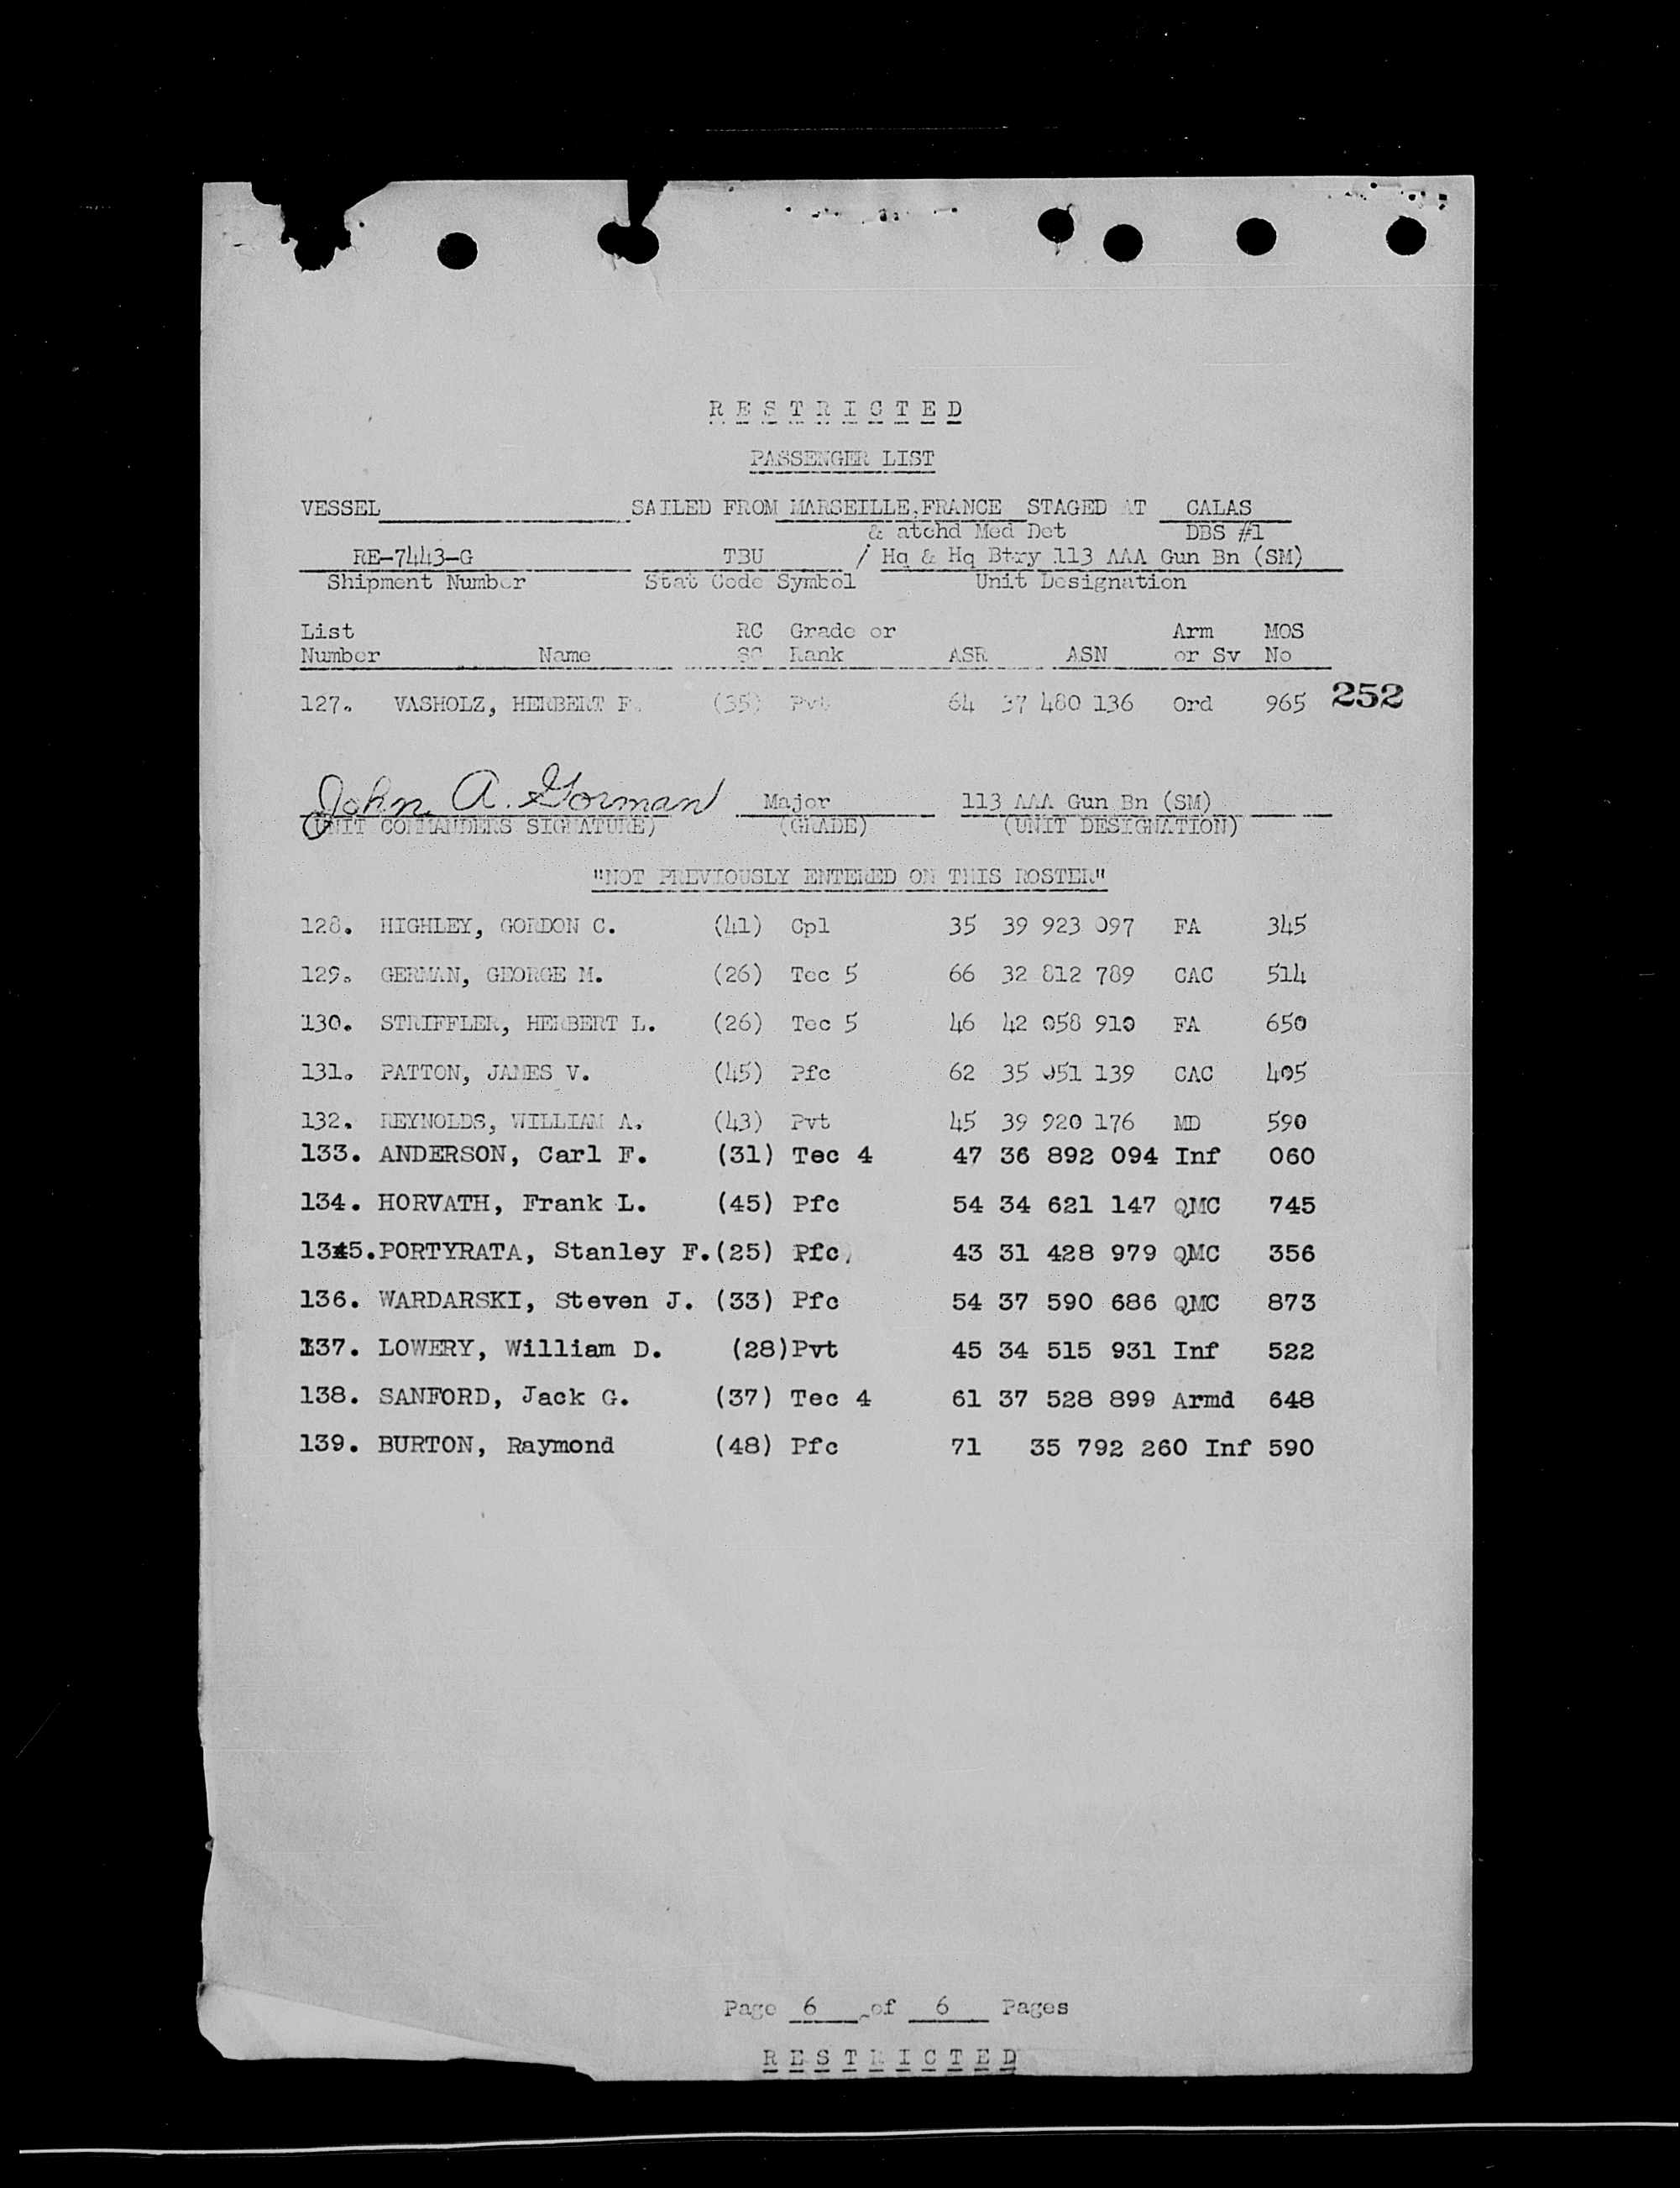 R E S T R I C T E D
PASSENGER LIST
VESSEL SAILED FROM MARSEILLE, FRANCE STAGED AT CALAS
& atchd Med Det DBS #1
RE-7443-G TBU / Hq & Hq Btry 113 AAA Gun Bn (SM)
Shipment Number Stat Code Symbol Unit Designation
List RC Grade or Arm MOS
Number Name SC Rank ASR ASN or Sv No
127. VASHOLZ, HERBERT F. (35) Pvt 64 37 480 136 Ord 965 252
John A. Gorman Major 113 AAA Gun Bn (SM)
(UNIT COMMANDERS SIGNATURE) (GRADE) (UNIT DESIGNATION)
"NOT PREVIOUSLY ENTERED ON THIS ROSTER"
128. HIGHLEY, GORDON C. (41) Cpl 35 39 923 097 FA 345
129. GERMAN, GEORGE M. (26) Tec 5 66 32 812 789 CAC 514
130. STRIFFLER, HERBERT L. (26) Tec 5 46 42 058 910 FA 650
131. PATTON, JAMES V. (45) Pfc 62 35 051 139 CAC 405
132. REYNOLDS, WILLIAM A. (43) Pvt 45 39 920 176 MD 590
133. ANDERSON, Carl F. (31) Tec 4 47 36 892 094 Inf 060
134. HORVATH, Frank L. (45) Pfc 54 34 621 147 QMC 745
135. PORTYRATA, Stanley F. (25) Pfc, 43 31 428 979 QMC 356
136. WARDARSKI, Steven J. (33) Pfc 54 37 590 686 QMC 873
137. LOWERY, William D. (28) Pvt 45 34 515 931 Inf 522
138. SANFORD, Jack G. (37) Tec 4 61 37 528 899 Armd 648
139. BURTON, Raymond (48) Pfc 71 35 792 260 Inf 590
Page 6 of 6 Pages
R E S T R I C T E D